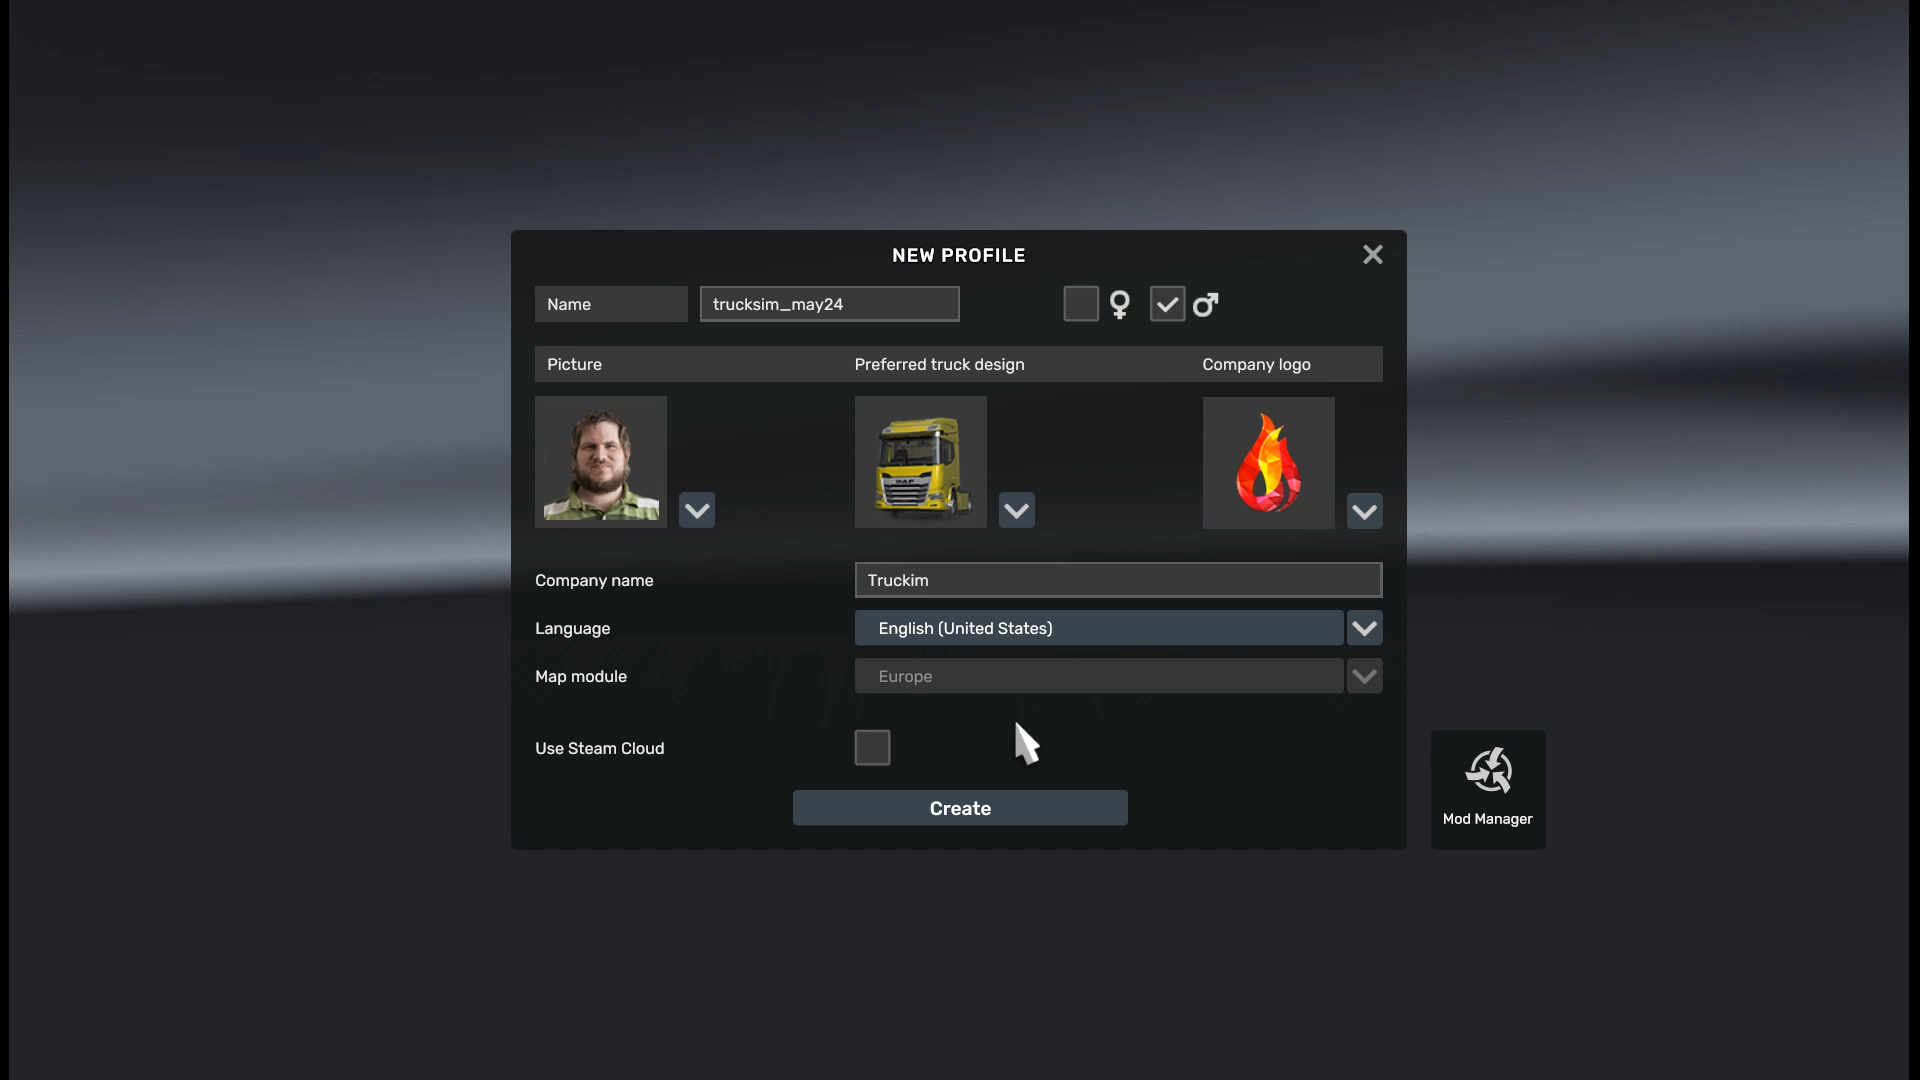 NEW PROFILE
Name
trucksim_may24
Picture
Preferred truck design
Company logo
DAF
Company name
Truckim
Language
English (United States)
Map module
Europe
Use Steam Cloud
Create
Mod Manager